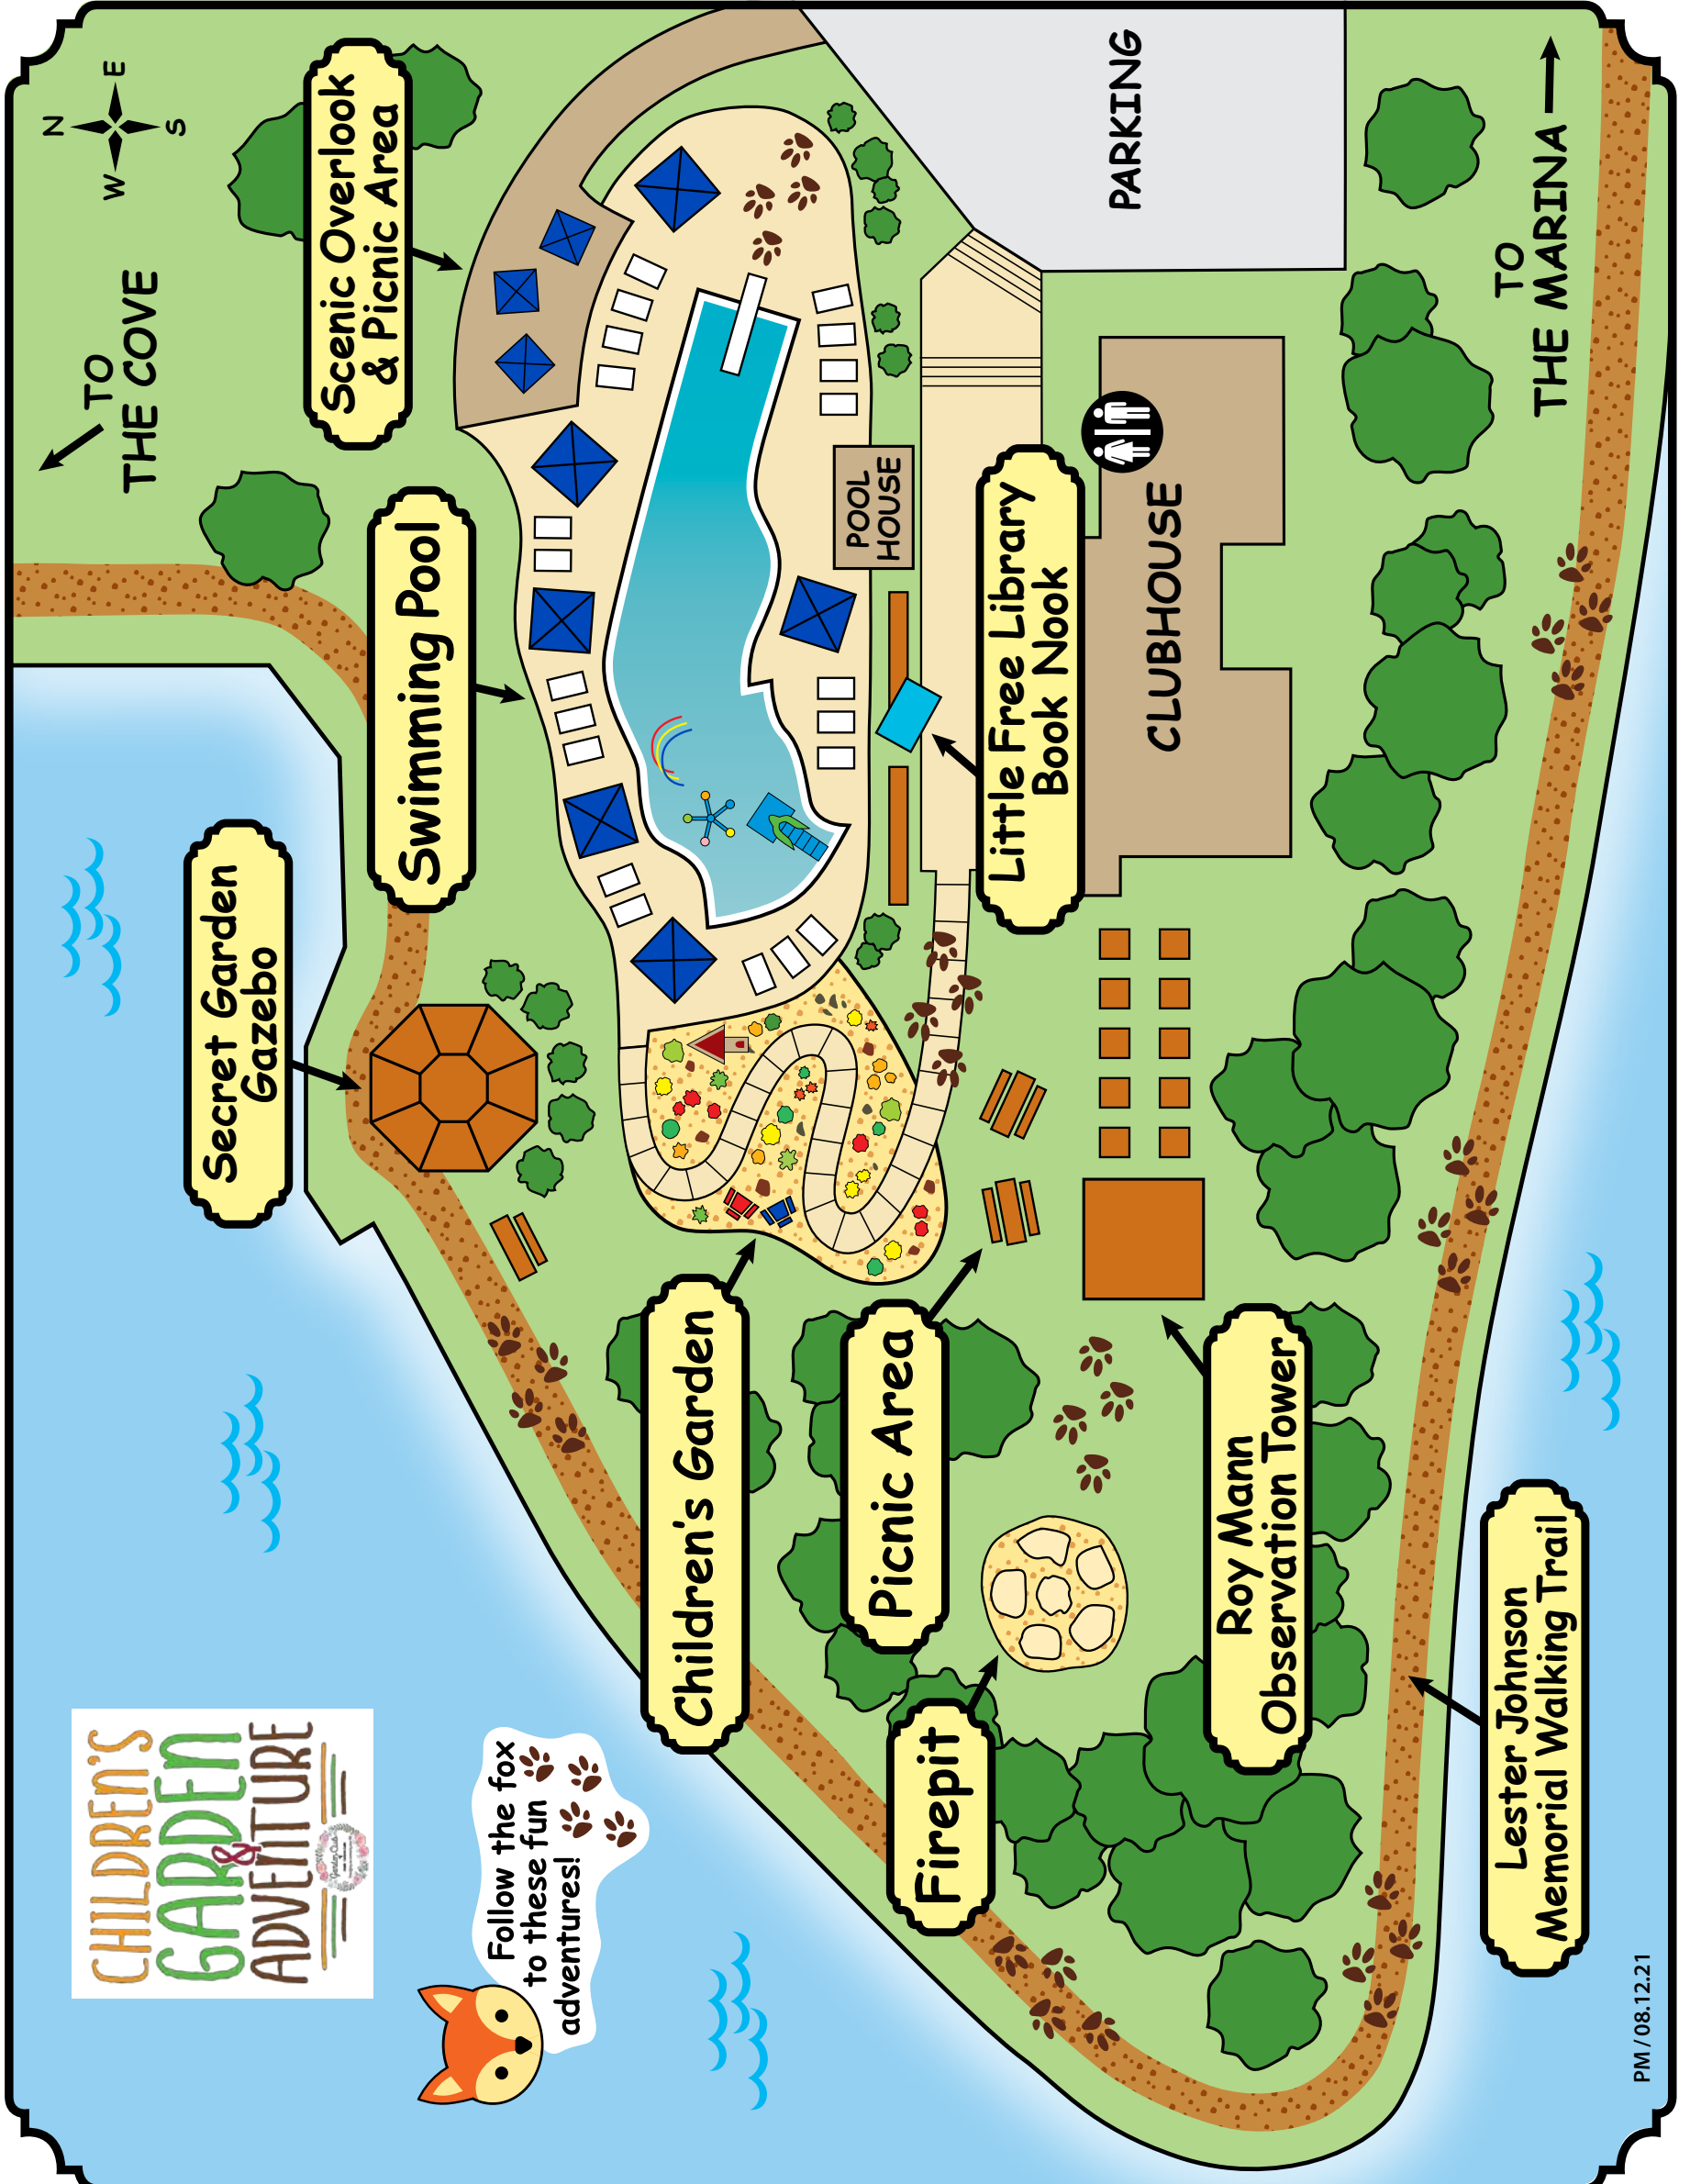 CHILDREN'S
GARDEN
&
ADVENTURE
Follow the fox
to these fun
adventures!
Secret Garden
Gazebo
Swimming Pool
TO
THE COVE
N
W
E
S
Scenic Overlook
& Picnic Area
Children's Garden
Picnic Area
POOL
HOUSE
Little Free Library
Book Nook
PARKING
Firepit
CLUBHOUSE
Roy Mann
Observation Tower
Lester Johnson
Memorial Walking Trail
TO
THE MARINA
PM / 08.12.21